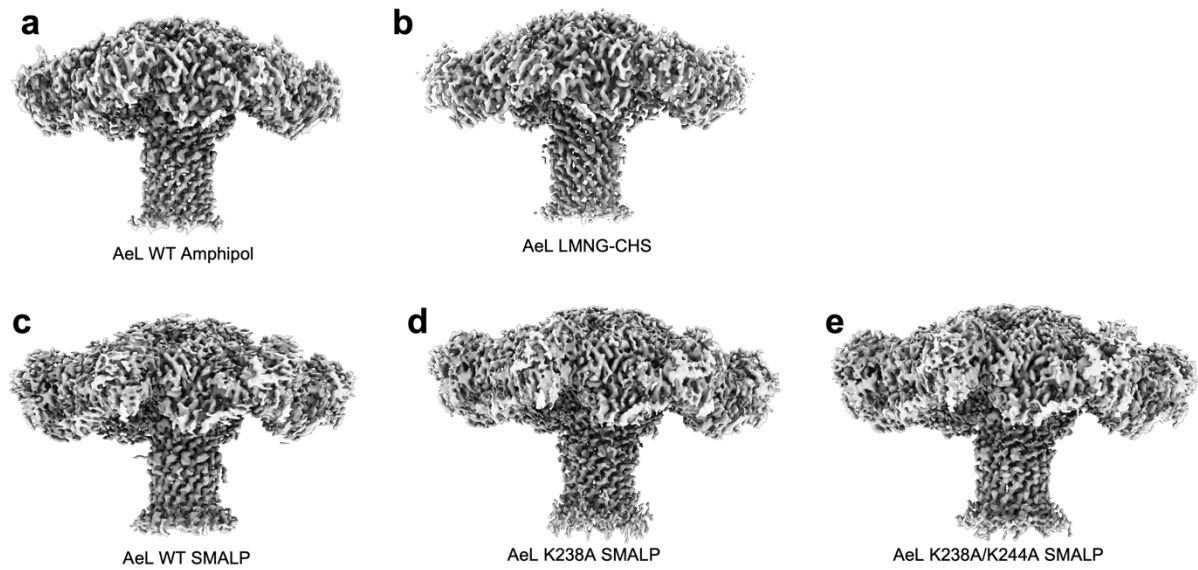 a
b
AeL WT Amphipol
AeL LMNG-CHS
c
d
e
AeL WT SMALP
AeL K238A SMALP
AeL K238A/K244A SMALP